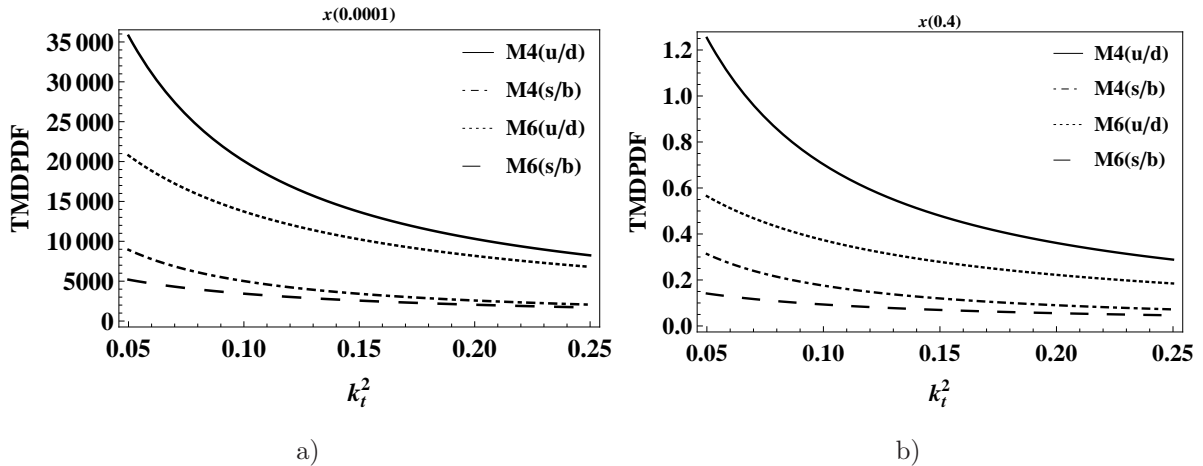 x(0.0001)
TMDPDF
35 000
30 000
25 000
20 000
15 000
10 000
5000
0
M4(u/d)
M4(s/b)
M6(u/d)
M6(s/b)
0.05 0.10 0.15 0.20 0.25
k_t^2
a)
x(0.4)
TMDPDF
1.2
1.0
0.8
0.6
0.4
0.2
0.0
M4(u/d)
M4(s/b)
M6(u/d)
M6(s/b)
0.05 0.10 0.15 0.20 0.25
k_t^2
b)